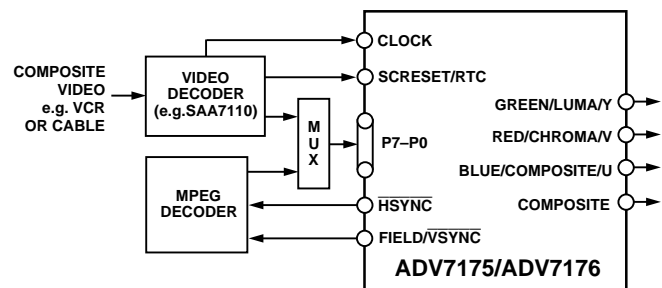 CLOCK
COMPOSITE
VIDEO
e.g. VCR
OR CABLE
VIDEO
DECODER
(e.g.SAA7110)
SCRESET/RTC
MUX
P7–P0
MPEG
DECODER
HSYNC
FIELD/VSYNC
GREEN/LUMA/Y
RED/CHROMA/V
BLUE/COMPOSITE/U
COMPOSITE
ADV7175/ADV7176